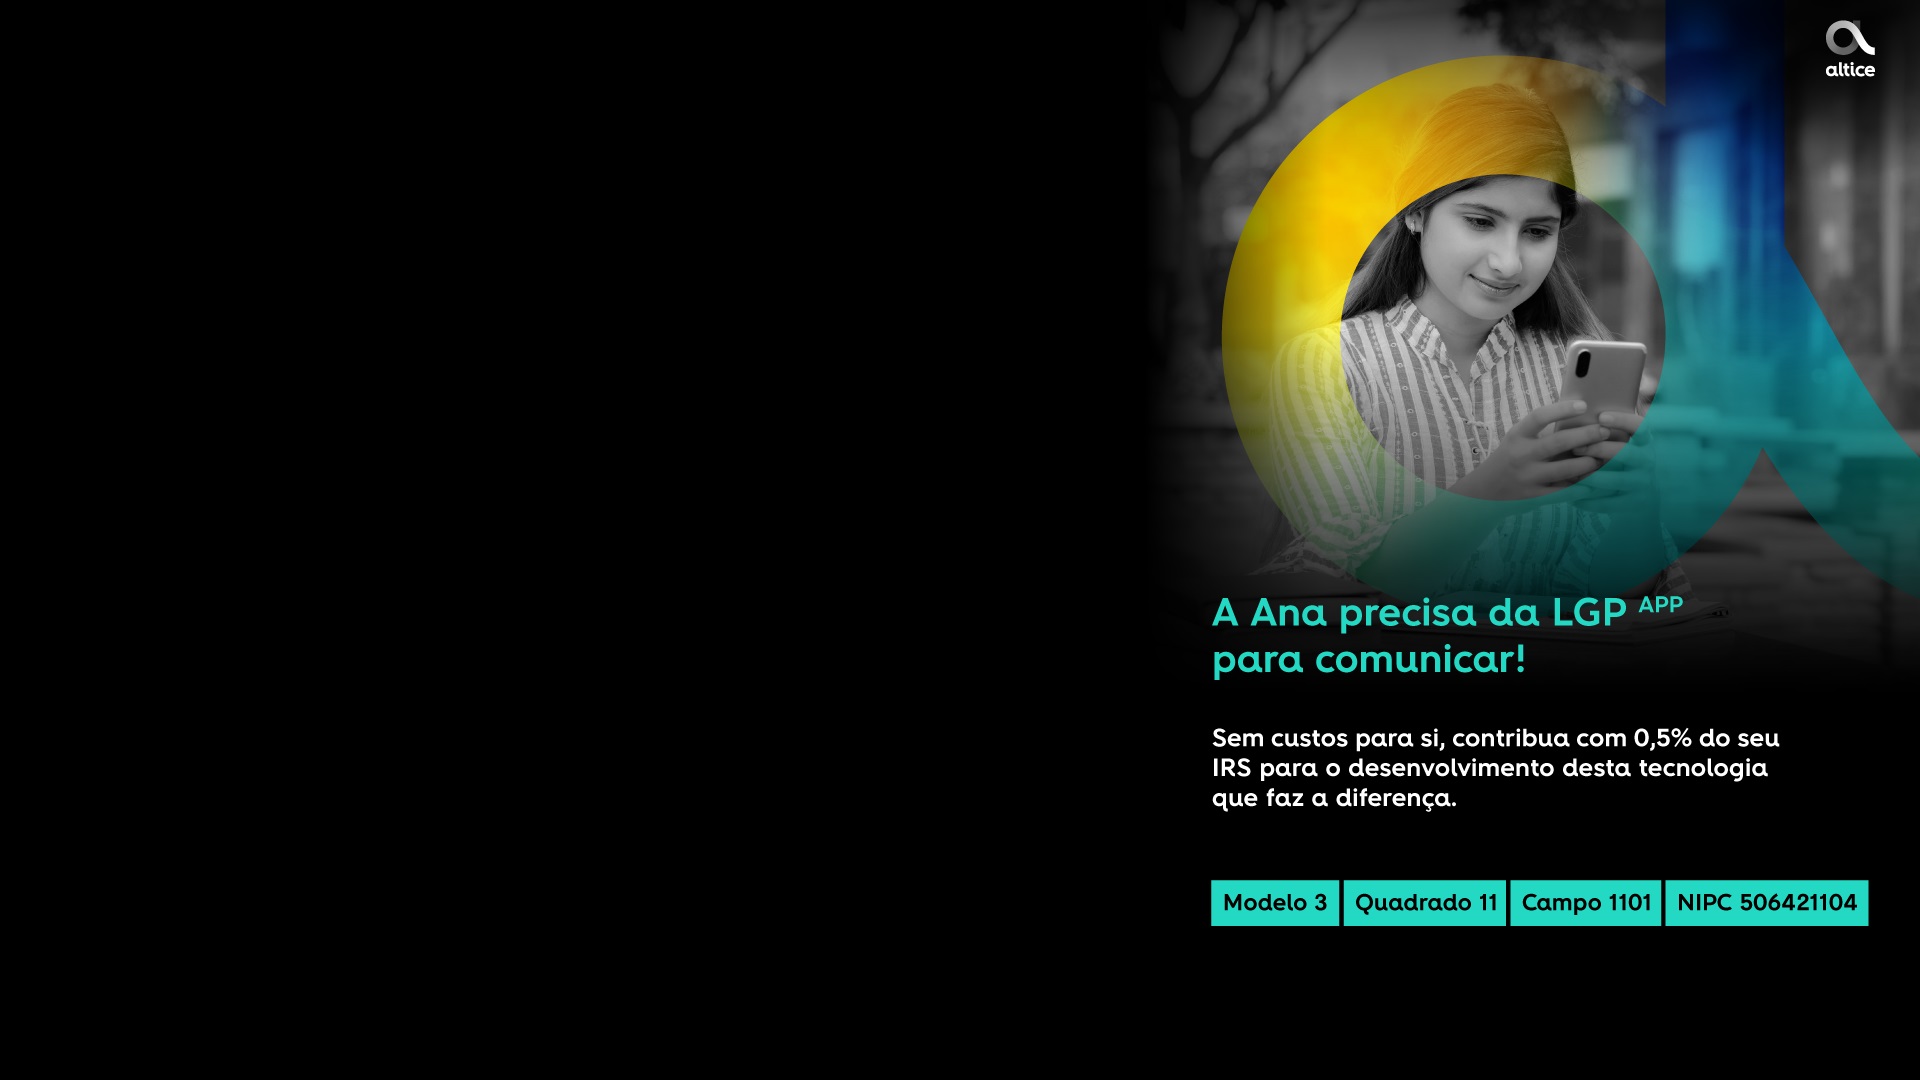 altice
A Ana precisa da LGP APP
para comunicar!
Sem custos para si, contribua com 0,5% do seu
IRS para o desenvolvimento desta tecnologia
que faz a diferença.
Modelo 3 Quadrado 11 Campo 1101 NIPC 506421104